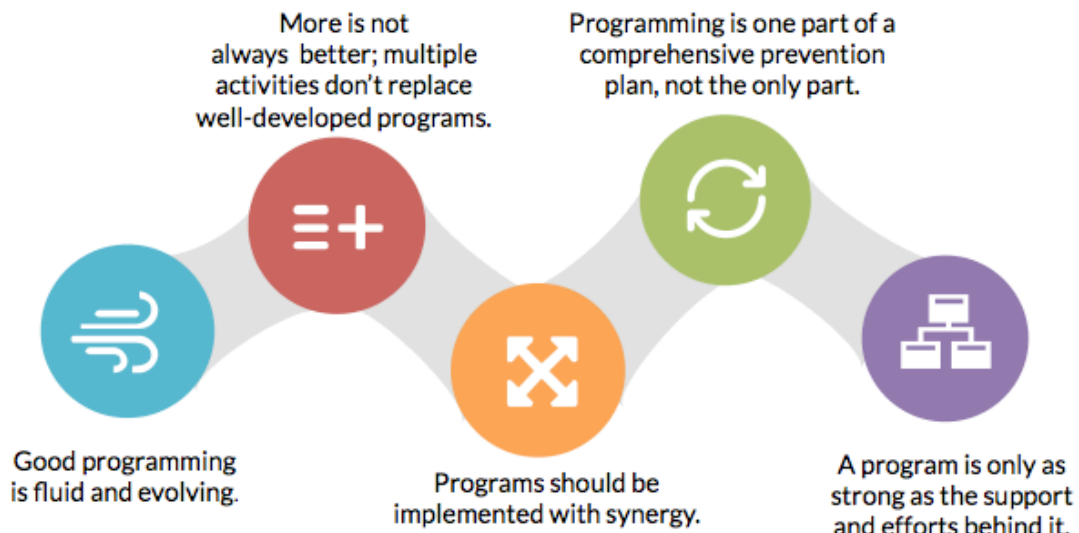 More is not
always better; multiple
activities don't replace
well-developed programs.
Programming is one part of a
comprehensive prevention
plan, not the only part.
Good programming
is fluid and evolving.
Programs should be
implemented with synergy.
A program is only as
strong as the support
and efforts behind it.